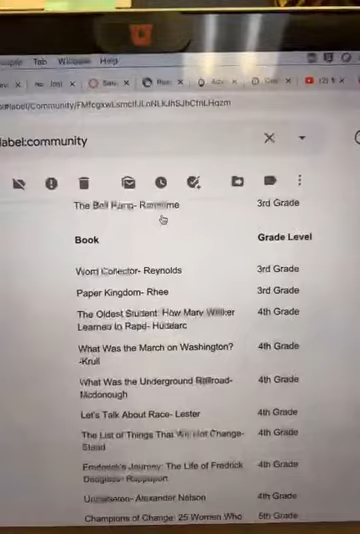 Tab
Help
label:community
The Bell Rang- Ransome 3rd Grade
Book Grade Level
Word Collector- Reynolds 3rd Grade
Paper Kingdom- Rhee 3rd Grade
The Oldest Student: How Mary Walker 4th Grade
Learned to Read-
What Was the March on Washington? 4th Grade
-Krull
What Was the Underground Railroad- 4th Grade
Mcdonough
Let's Talk About Race- Lester 4th Grade
The List of Things That Will Not Change- 4th Grade
Stead
Frederick's Journey: The Life of Fredrick 4th Grade
Douglass- Rappaport
Unbeaten- Alexander Nelson 4th Grade
Champions of Change: 25 Women Who 5th Grade